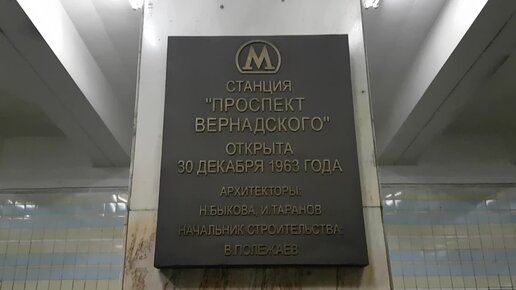 М
СТАНЦИЯ
"ПРОСПЕКТ
ВЕРНАДСКОГО"
ОТКРЫТА
30 ДЕКАБРЯ 1963 ГОДА
АРХИТЕКТОРЫ:
Н.БЫКОВА, И.ТАРАНОВ
НАЧАЛЬНИК СТРОИТЕЛЬСТВА:
В.ПОЛЕЖАЕВ